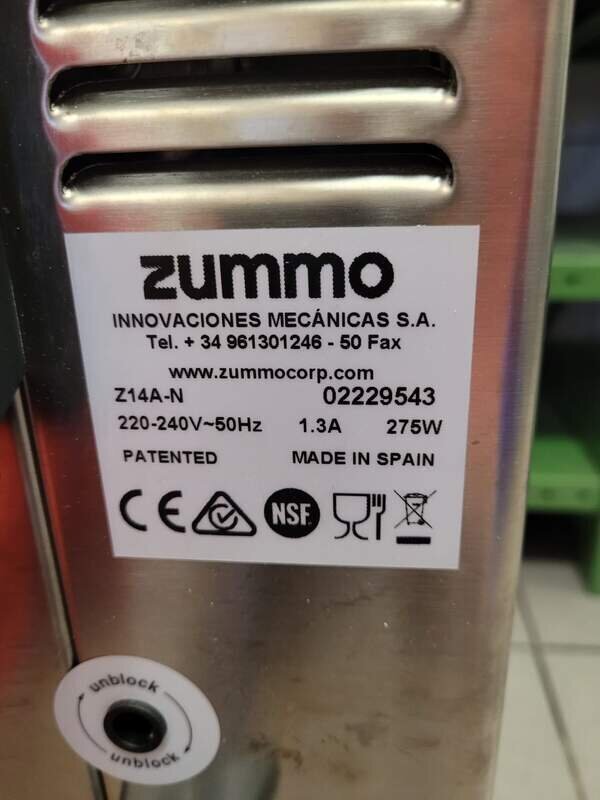 zummo
INNOVACIONES MECÁNICAS S.A.
Tel. + 34 961301246 - 50 Fax
www.zummocorp.com
Z14A-N 02229543
220-240V~50Hz 1.3A 275W
PATENTED MADE IN SPAIN
CE NSF
unblock
unblock